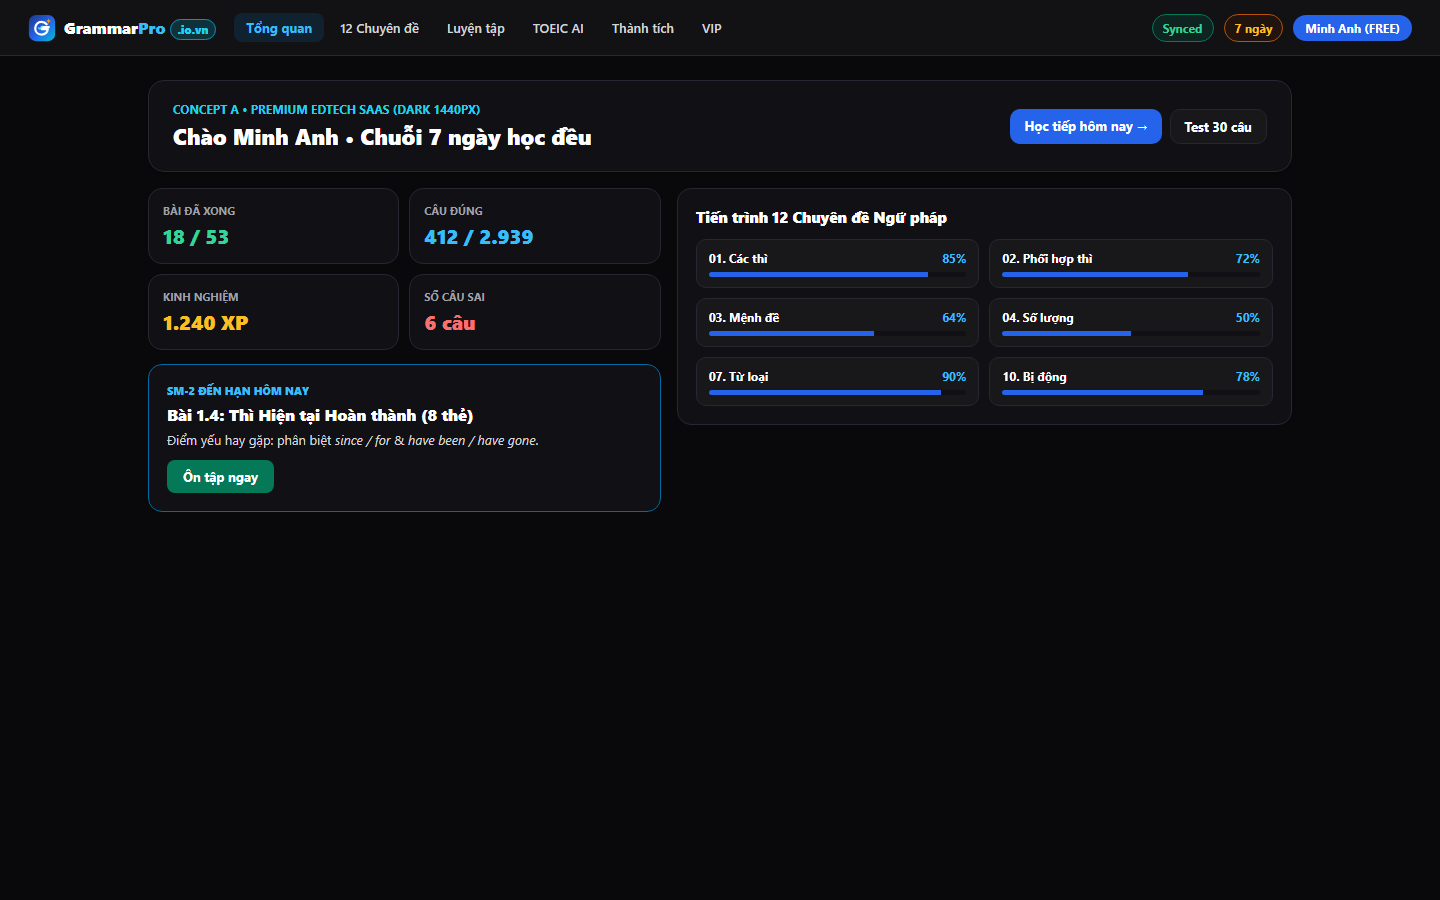 GrammarPro .io.vn
Tổng quan
12 Chuyên đề
Luyện tập
TOEIC AI
Thành tích
VIP
Synced
7 ngày
Minh Anh (FREE)
CONCEPT A • PREMIUM EDTECH SAAS (DARK 1440PX)
Chào Minh Anh • Chuỗi 7 ngày học đều
Học tiếp hôm nay →
Test 30 câu
BÀI ĐÃ XONG
18 / 53
CÂU ĐÚNG
412 / 2.939
KINH NGHIỆM
1.240 XP
SỔ CÂU SAI
6 câu
SM-2 ĐẾN HẠN HÔM NAY
Bài 1.4: Thì Hiện tại Hoàn thành (8 thẻ)
Điểm yếu hay gặp: phân biệt since / for & have been / have gone.
Ôn tập ngay
Tiến trình 12 Chuyên đề Ngữ pháp
01. Các thì 85%
02. Phối hợp thì 72%
03. Mệnh đề 64%
04. Số lượng 50%
07. Từ loại 90%
10. Bị động 78%